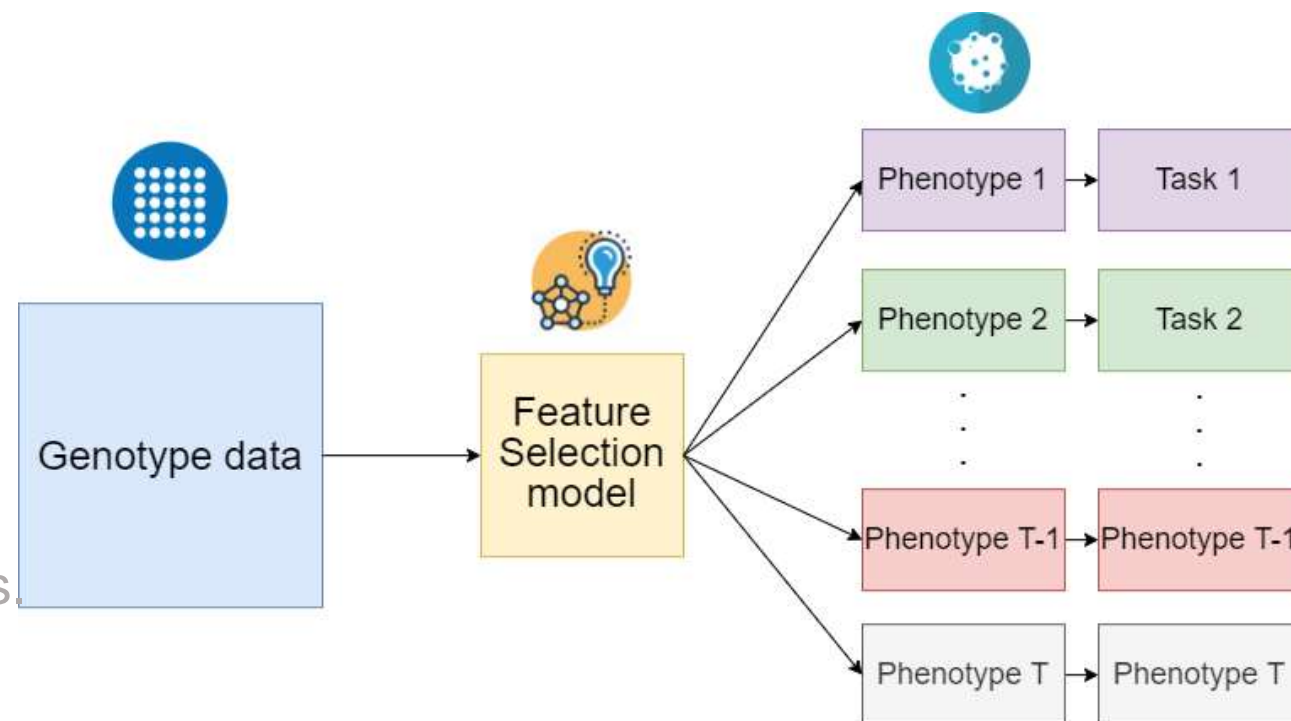 Phenotype 1
Task 1
Phenotype 2
Task 2
Genotype data
Feature
Selection
model
Phenotype T-1
Phenotype T-1
s.
Phenotype T
Phenotype T